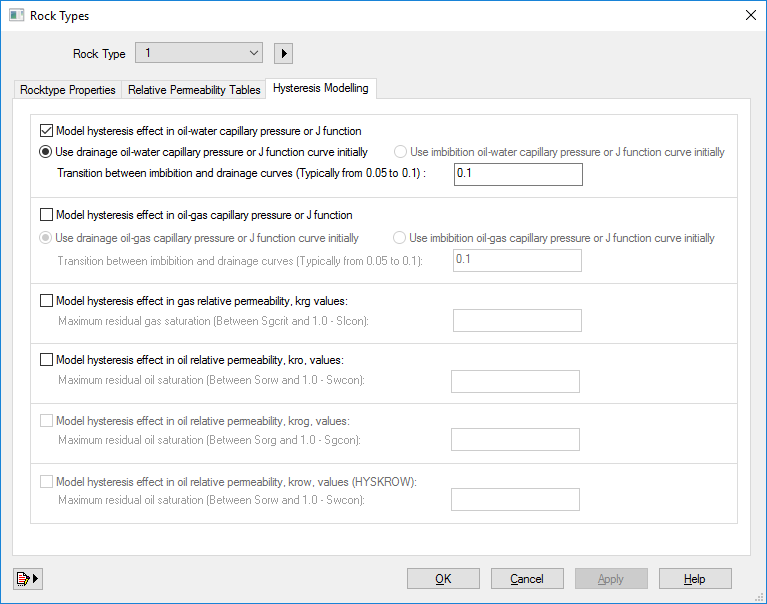 Rock Types
Rock Type 1
Rocktype Properties Relative Permeability Tables Hysteresis Modelling
Model hysteresis effect in oil-water capillary pressure or J function
Use drainage oil-water capillary pressure or J function curve initially Use imbibition oil-water capillary pressure or J function curve initially
Transition between imbibition and drainage curves (Typically from 0.05 to 0.1) : 0.1
Model hysteresis effect in oil-gas capillary pressure or J function
Use drainage oil-gas capillary pressure or J function curve initially Use imbibition oil-gas capillary pressure or J function curve initially
Transition between imbibition and drainage curves (Typically from 0.05 to 0.1): 0.1
Model hysteresis effect in gas relative permeability, krg values:
Maximum residual gas saturation (Between Sgcrit and 1.0 - Slcon):
Model hysteresis effect in oil relative permeability, kro, values:
Maximum residual oil saturation (Between Sorw and 1.0 - Swcon):
Model hysteresis effect in oil relative permeability, krog, values:
Maximum residual oil saturation (Between Sorg and 1.0 - Sgcon):
Model hysteresis effect in oil relative permeability, krow, values (HYSKROW):
Maximum residual oil saturation (Between Sorw and 1.0 - Swcon):
OK Cancel Apply Help